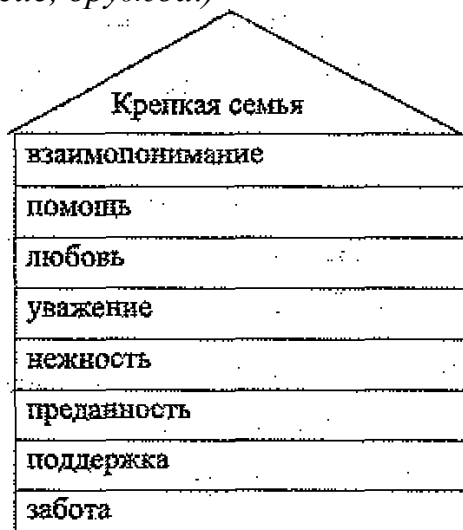 Крепкая семья
взаимопонимание
помощь
любовь
уважение
нежность
преданность
поддержка
забота